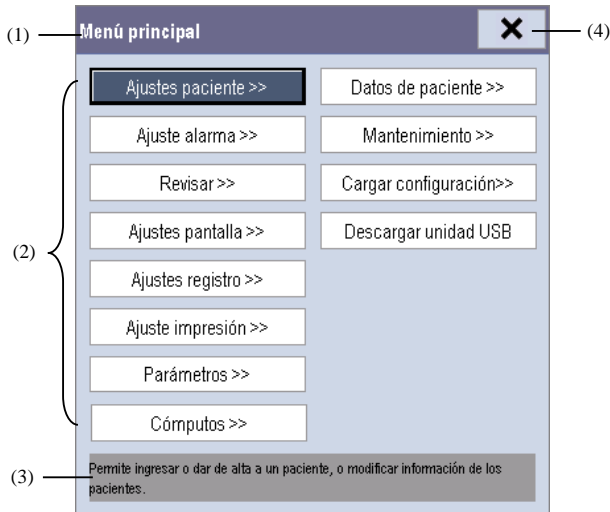 (1)
Menú principal
(4)
Ajustes paciente >>
Datos de paciente >>
Ajuste alarma >>
Mantenimiento >>
Revisar >>
Cargar configuración>>
Ajustes pantalla >>
Descargar unidad USB
(2)
Ajustes registro >>
Ajuste impresión >>
Parámetros >>
Cómputos >>
(3)
Permite ingresar o dar de alta a un paciente, o modificar información de los
pacientes.